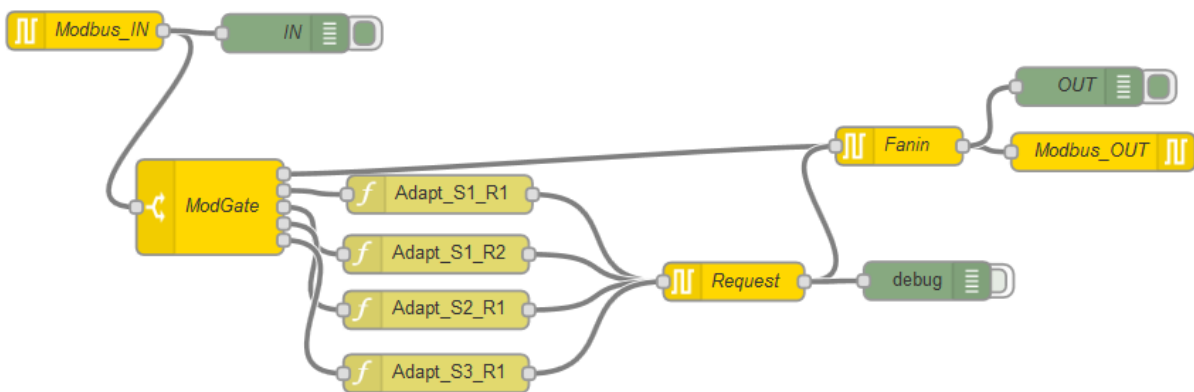 Modbus_IN
IN
OUT
Fanin
Modbus_OUT
ModGate
Adapt_S1_R1
Adapt_S1_R2
Adapt_S2_R1
Adapt_S3_R1
Request
debug